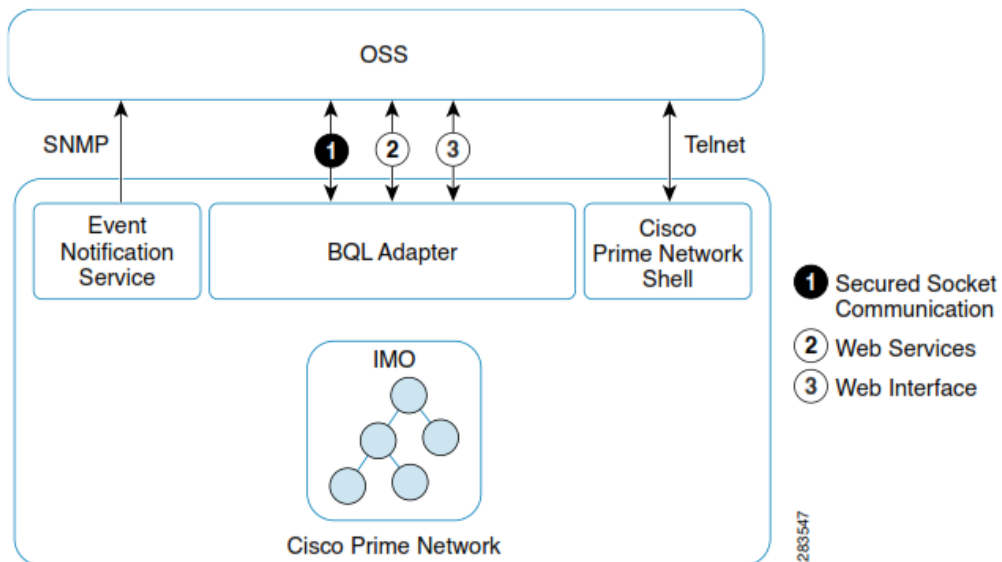 OSS
SNMP
1
2
3
Telnet
Event
Notification
Service
BQL Adapter
Cisco
Prime Network
Shell
1 Secured Socket
Communication
2 Web Services
3 Web Interface
IMO
Cisco Prime Network
283547